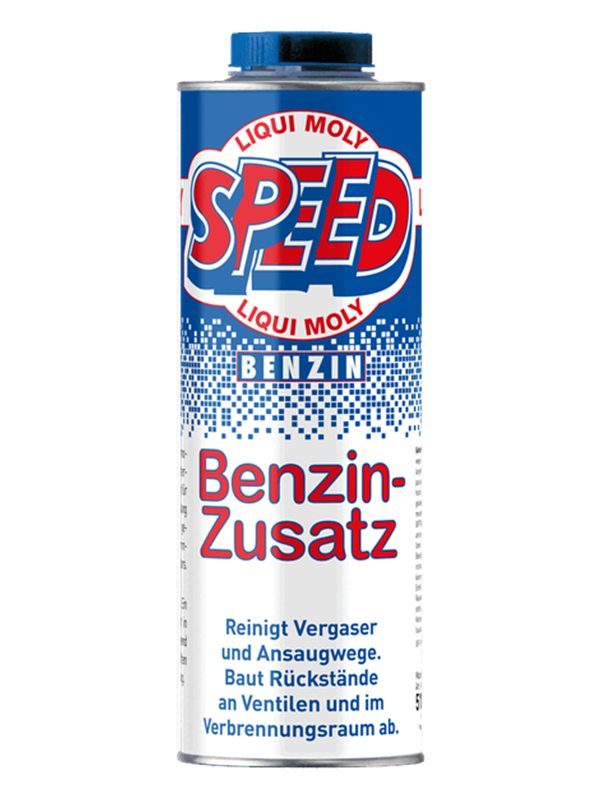 LIQUI MOLY
SPEED
LIQUI MOLY
BENZIN
Benzin-
Zusatz
Reinigt Vergaser
und Ansaugwege.
Baut Rückstände
an Ventilen und im
Verbrennungsraum ab.